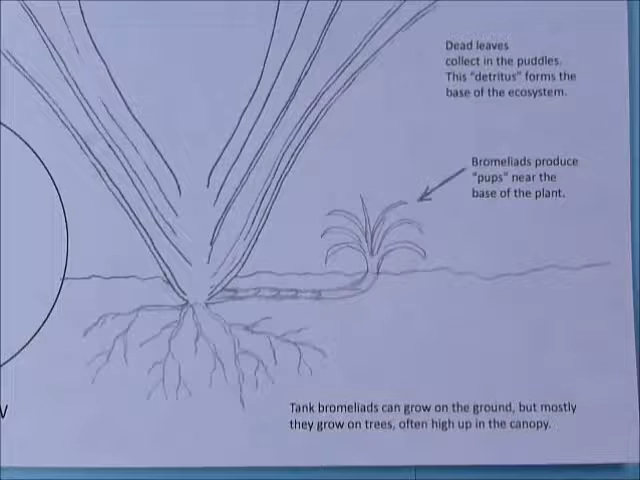 Dead leaves
collect in the puddles.
This "detritus" forms the
base of the ecosystem.
Bromeliads produce
"pups" near the
base of the plant.
Tank bromeliads can grow on the ground, but mostly
they grow on trees, often high up in the canopy.